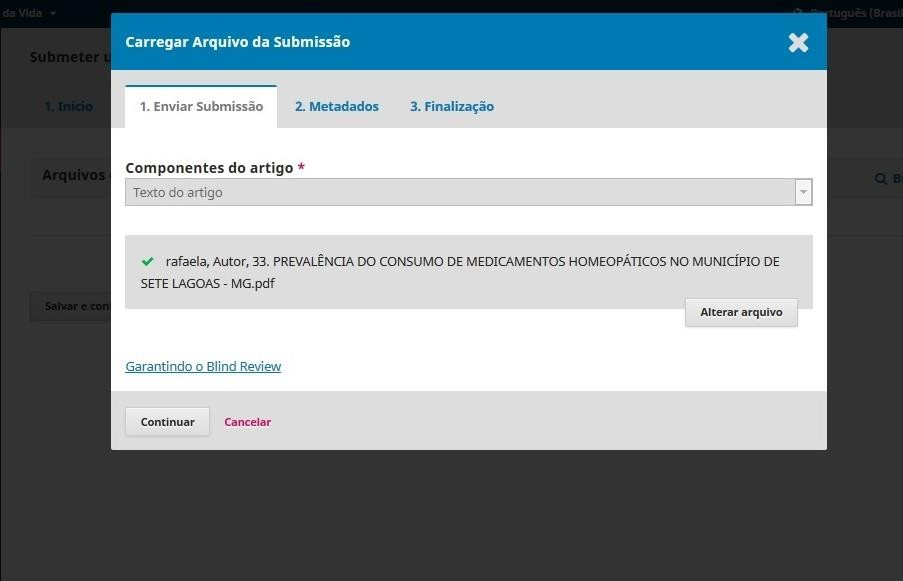 da Vida
Português (Brasil
Carregar Arquivo da Submissão
Submeter u
1. Início
1. Enviar Submissão
2. Metadados
3. Finalização
Componentes do artigo *
Texto do artigo
Arquivos
rafaela, Autor, 33. PREVALÊNCIA DO CONSUMO DE MEDICAMENTOS HOMEOPÁTICOS NO MUNICÍPIO DE
SETE LAGOAS - MG.pdf
Salvar e con
Alterar arquivo
Garantindo o Blind Review
Continuar
Cancelar